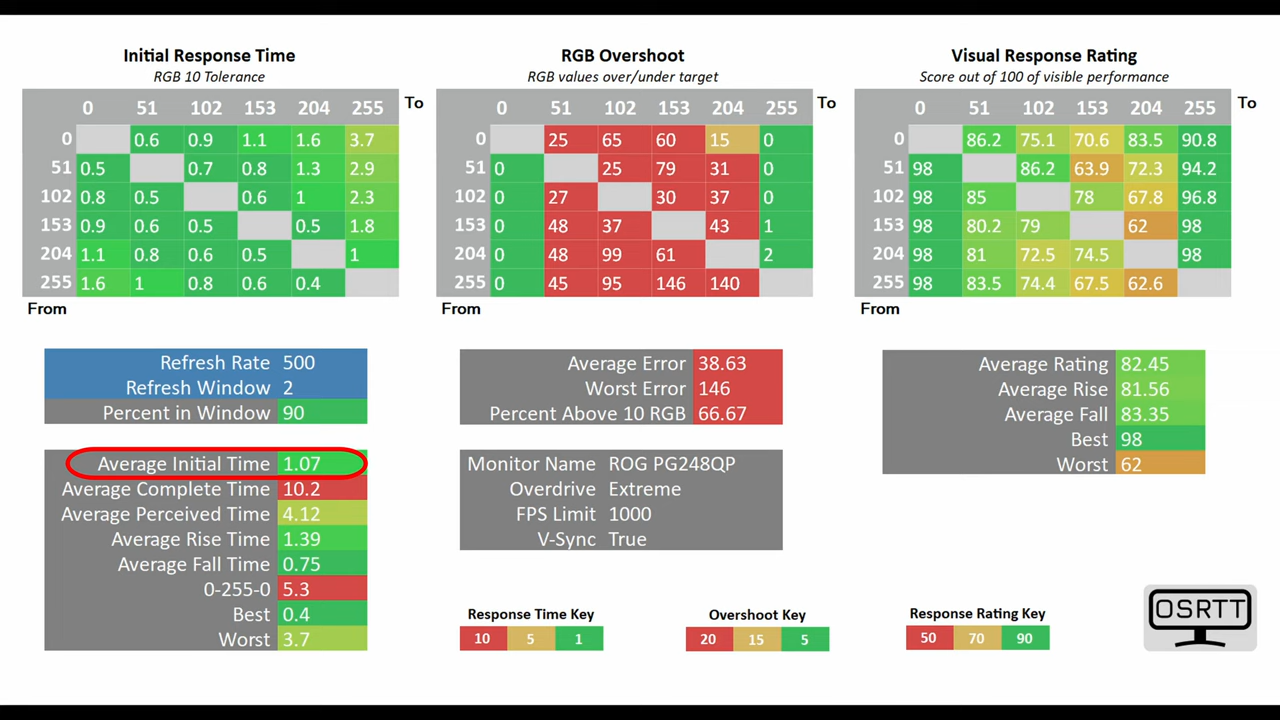 Initial Response Time
RGB 10 Tolerance
0 51 102 153 204 255 To
0 0.6 0.9 1.1 1.6 3.7
51 0.5 0.7 0.8 1.3 2.9
102 0.8 0.5 0.6 1 2.3
153 0.9 0.6 0.5 0.5 1.8
204 1.1 0.8 0.6 0.5 1
255 1.6 1 0.8 0.6 0.4
From
RGB Overshoot
RGB values over/under target
0 51 102 153 204 255 To
0 25 65 60 15 0
51 0 25 79 31 0
102 0 27 30 37 0
153 0 48 37 43 1
204 0 48 99 61 2
255 0 45 95 146 140
From
Visual Response Rating
Score out of 100 of visible performance
0 51 102 153 204 255 To
0 86.2 75.1 70.6 83.5 90.8
51 98 86.2 63.9 72.3 94.2
102 98 85 78 67.8 96.8
153 98 80.2 79 62 98
204 98 81 72.5 74.5 98
255 98 83.5 74.4 67.5 62.6
From
Refresh Rate 500
Refresh Window 2
Percent in Window 90
Average Initial Time 1.07
Average Complete Time 10.2
Average Perceived Time 4.12
Average Rise Time 1.39
Average Fall Time 0.75
0-255-0 5.3
Best 0.4
Worst 3.7
Average Error 38.63
Worst Error 146
Percent Above 10 RGB 66.67
Monitor Name ROG PG248QP
Overdrive Extreme
FPS Limit 1000
V-Sync True
Average Rating 82.45
Average Rise 81.56
Average Fall 83.35
Best 98
Worst 62
Response Time Key
10 5 1
Overshoot Key
20 15 5
Response Rating Key
50 70 90
OSRTT